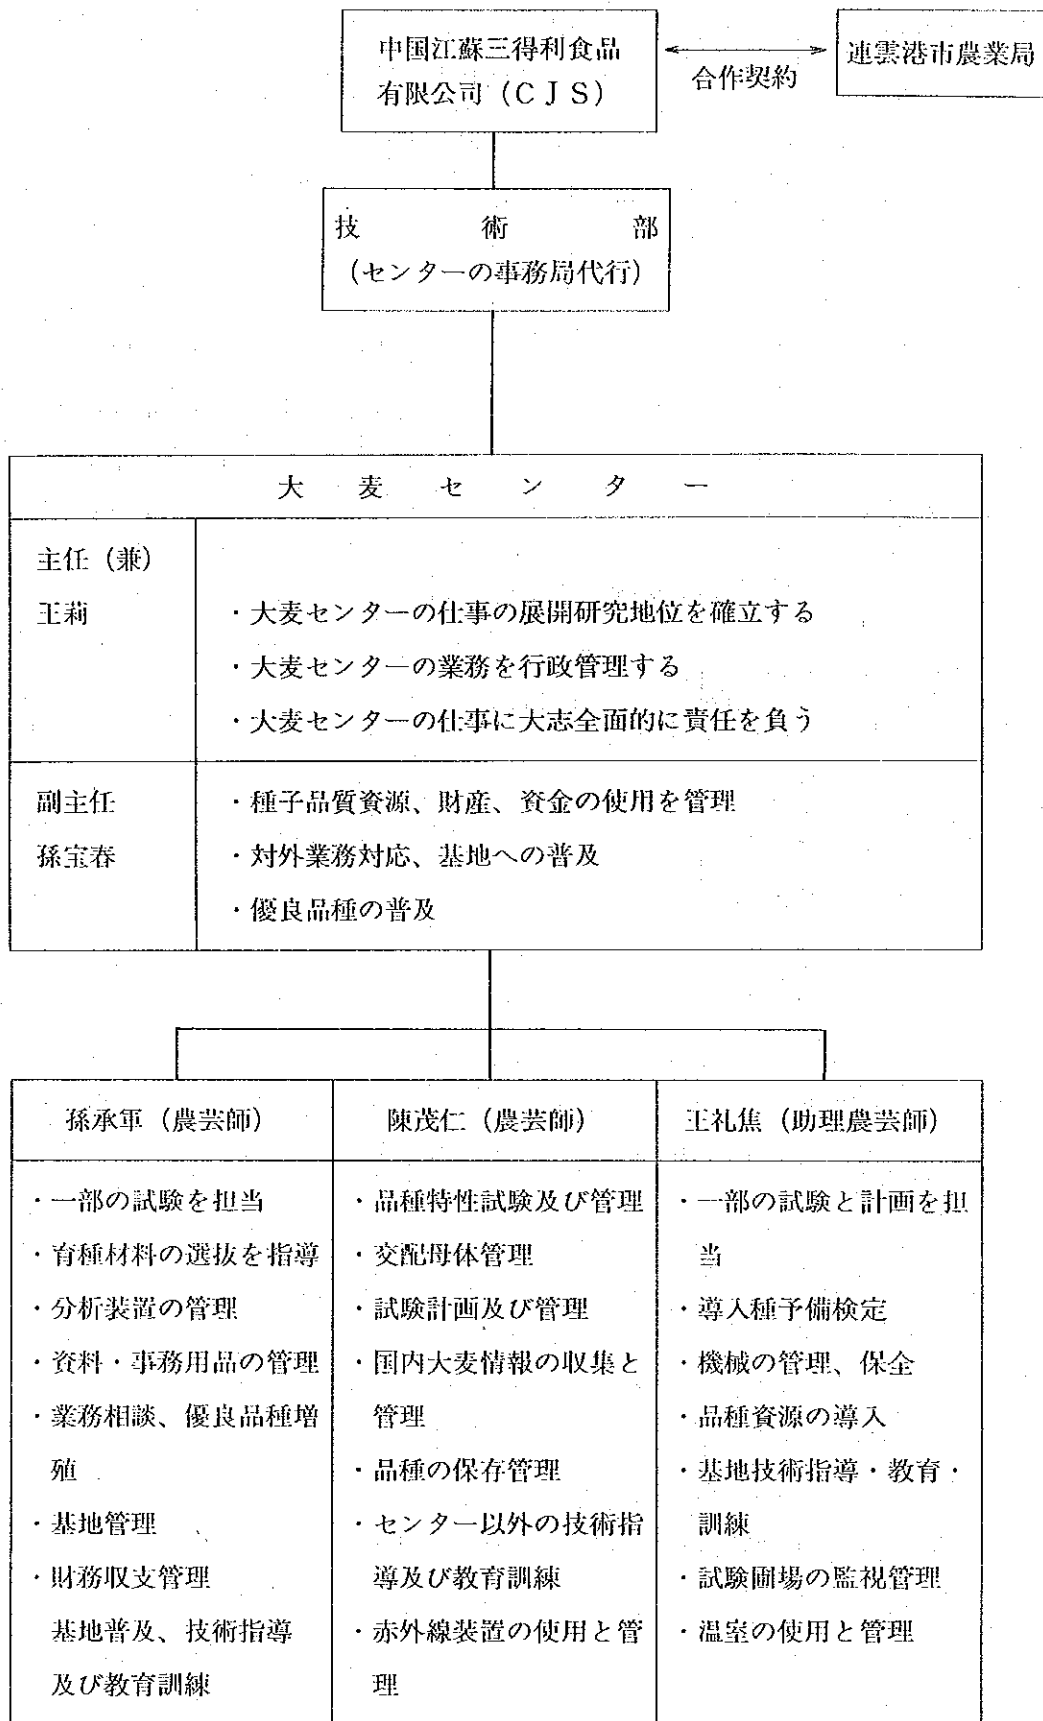 中国江蘇三得利食品
有限公司（ＣＪＳ）
合作契約
連雲港市農業局
技術部
（センターの事務局代行）
大麦センター
主任（兼）
王莉
・大麦センターの仕事の展開研究地位を確立する
・大麦センターの業務を行政管理する
・大麦センターの仕事に大志全面的に責任を負う
副主任
孫宝春
・種子品質資源、財産、資金の使用を管理
・対外業務対応、基地への普及
・優良品種の普及
孫承軍（農芸師）
・一部の試験を担当
・育種材料の選抜を指導
・分析装置の管理
・資料・事務用品の管理
・業務相談、優良品種増
殖
・基地管理
・財務収支管理
基地普及、技術指導
及び教育訓練
陳茂仁（農芸師）
・品種特性試験及び管理
・交配母体管理
・試験計画及び管理
・国内大麦情報の収集と
管理
・品種の保存管理
・センター以外の技術指
導及び教育訓練
・赤外線装置の使用と管
理
王礼焦（助理農芸師）
・一部の試験と計画を担
当
・導入種予備検定
・機械の管理、保全
・品種資源の導入
・基地技術指導・教育・
訓練
・試験圃場の監視管理
・温室の使用と管理